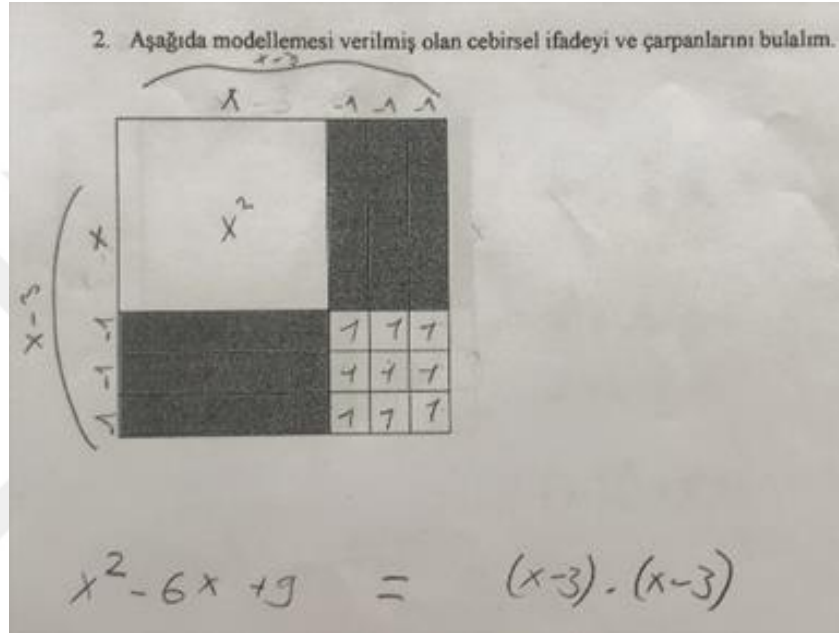 2. Aşağıda modellemesi verilmiş olan cebirsel ifadeyi ve çarpanlarını bulalım.
x-3
x -1 -1 -1
x²
x
x-3
-1
1 1 1
-1
1 1 1
-1
1 1 1
x² - 6x + 9 = (x-3) . (x-3)